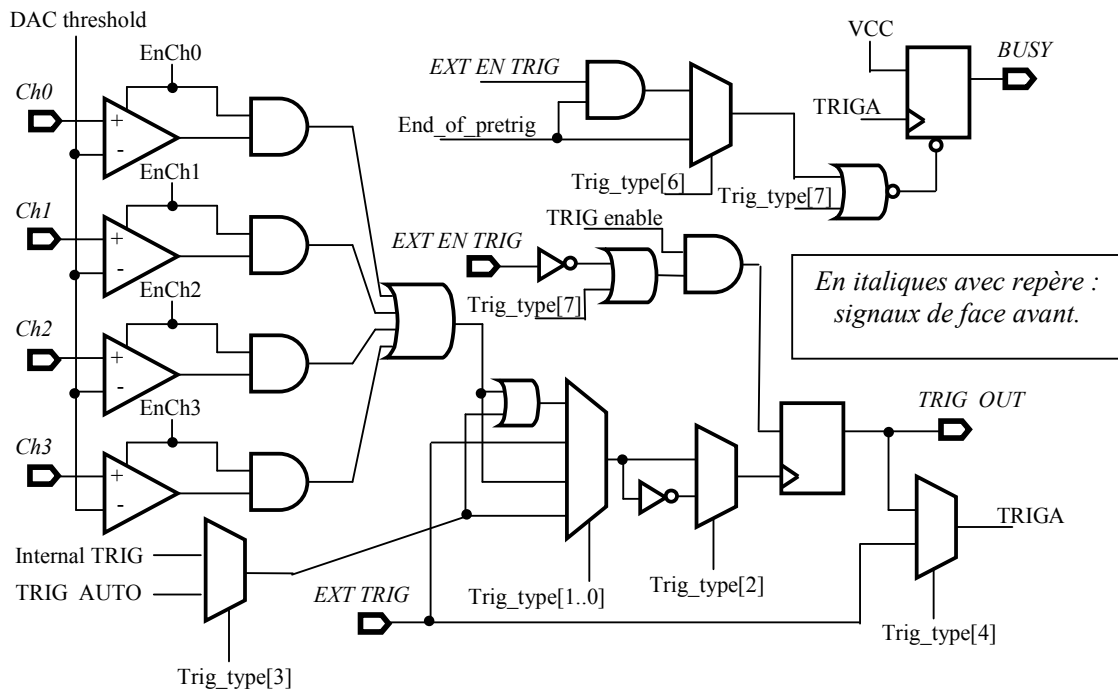 DAC threshold
EnCh0
Ch0
+
-
EnCh1
Ch1
+
-
EnCh2
Ch2
+
-
EnCh3
Ch3
+
-
Internal TRIG
TRIG AUTO
Trig_type[3]
EXT EN TRIG
End_of_pretrig
Trig_type[6]
VCC
TRIGA
BUSY
Trig_type[7]
TRIG enable
EXT EN TRIG
Trig_type[7]
En italiques avec repère :
signaux de face avant.
EXT TRIG
Trig_type[1..0]
Trig_type[2]
TRIG OUT
TRIGA
Trig_type[4]